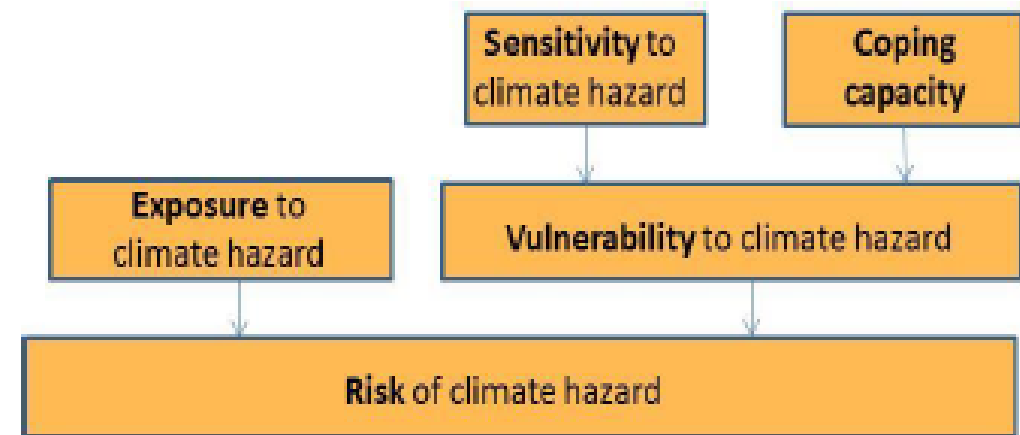 Sensitivity to
climate hazard
Coping
capacity
Exposure to
climate hazard
Vulnerability to climate hazard
Risk of climate hazard